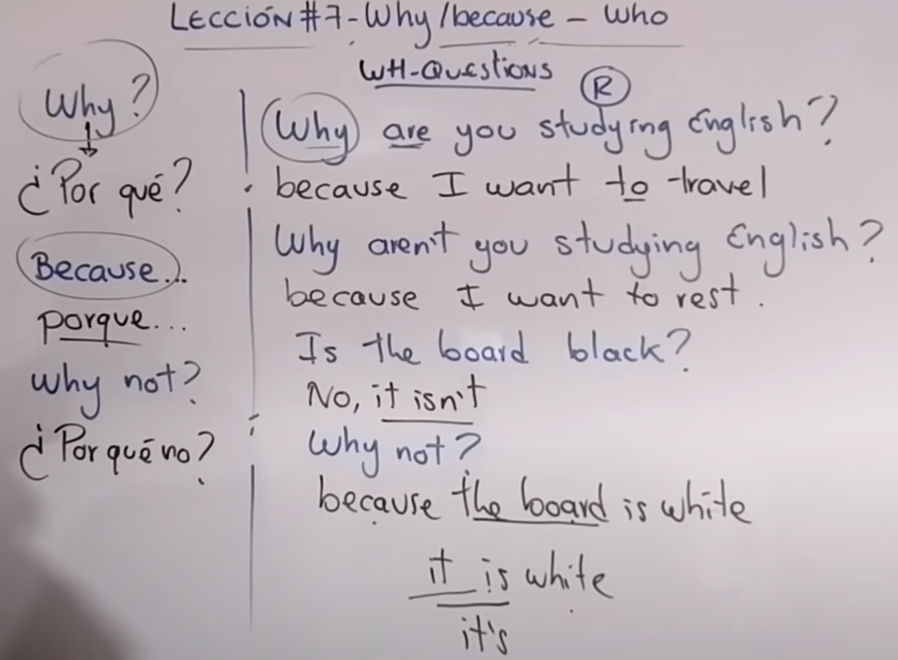 LECCIÓN #7-Why/because - WHO
WH-QUESTIONS
Why?
¿Por qué?
Because...
porque...
why not?
¿Por qué no?
R
Why are you studying English?
because I want to travel
Why aren't you studying English?
because I want to rest.
Is the board black?
No, it isn't
Why not?
because the board is white
it is white
it's